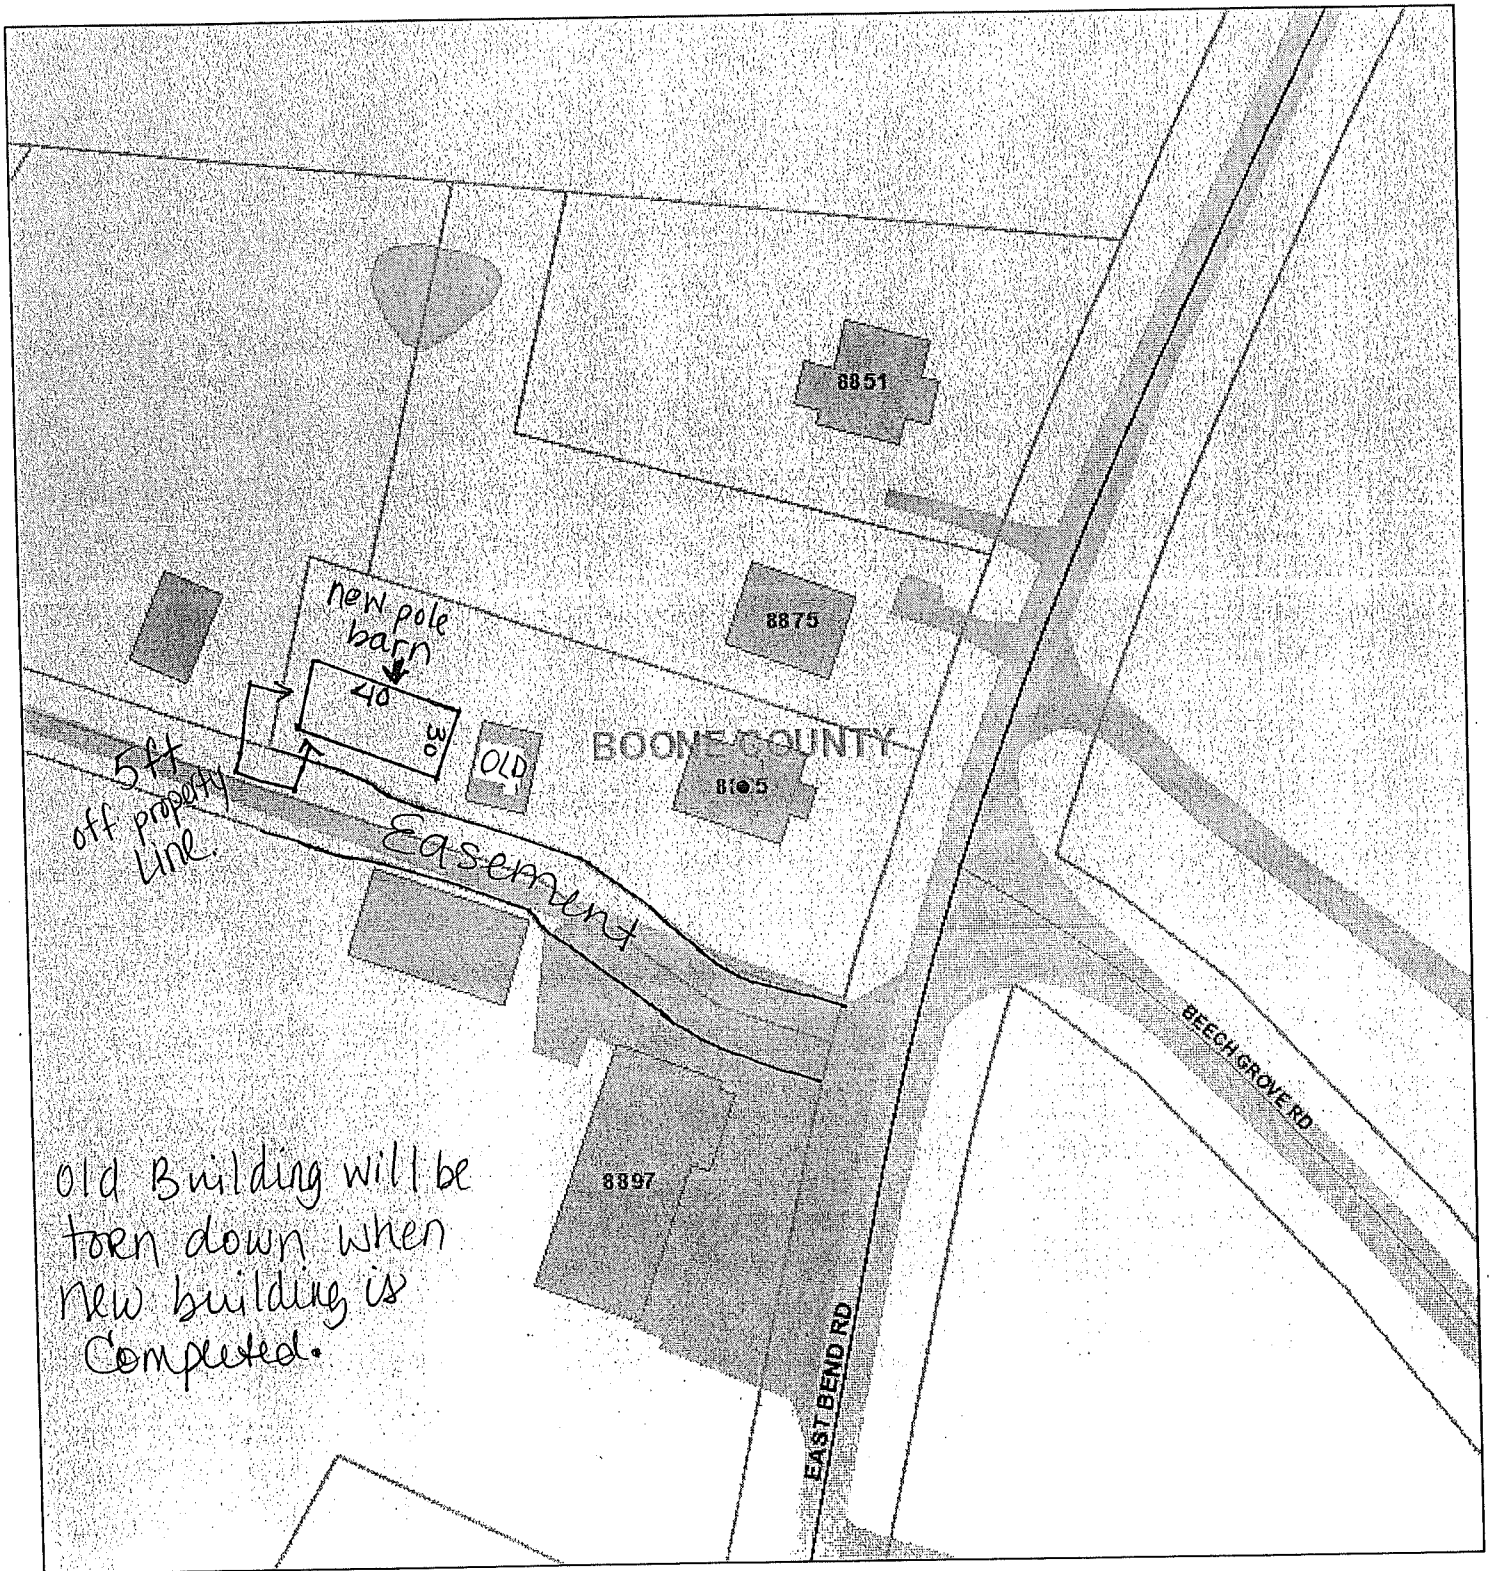 8851
new pole
barn
8875
40
30
OLD
BOONE COUNTY
5ft
off property
Line.
Easement
BEECH GROVE RD
Old Building will be
torn down when
new building is
Completed.
8897
EAST BEND RD